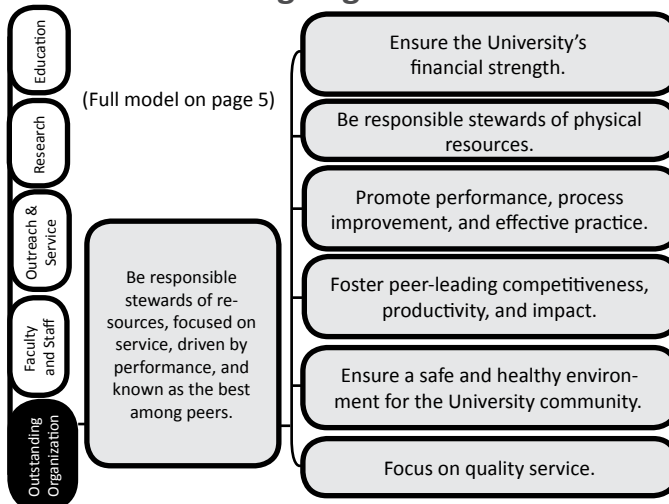 Education
(Full model on page 5)
Research
Outreach &
Service
Faculty
and Staff
Outstanding
Organization
Be responsible
stewards of re-
sources, focused on
service, driven by
performance, and
known as the best
among peers.
Ensure the University’s
financial strength.
Be responsible stewards of physical
resources.
Promote performance, process
improvement, and effective practice.
Foster peer-leading competitiveness,
productivity, and impact.
Ensure a safe and healthy environ-
ment for the University community.
Focus on quality service.